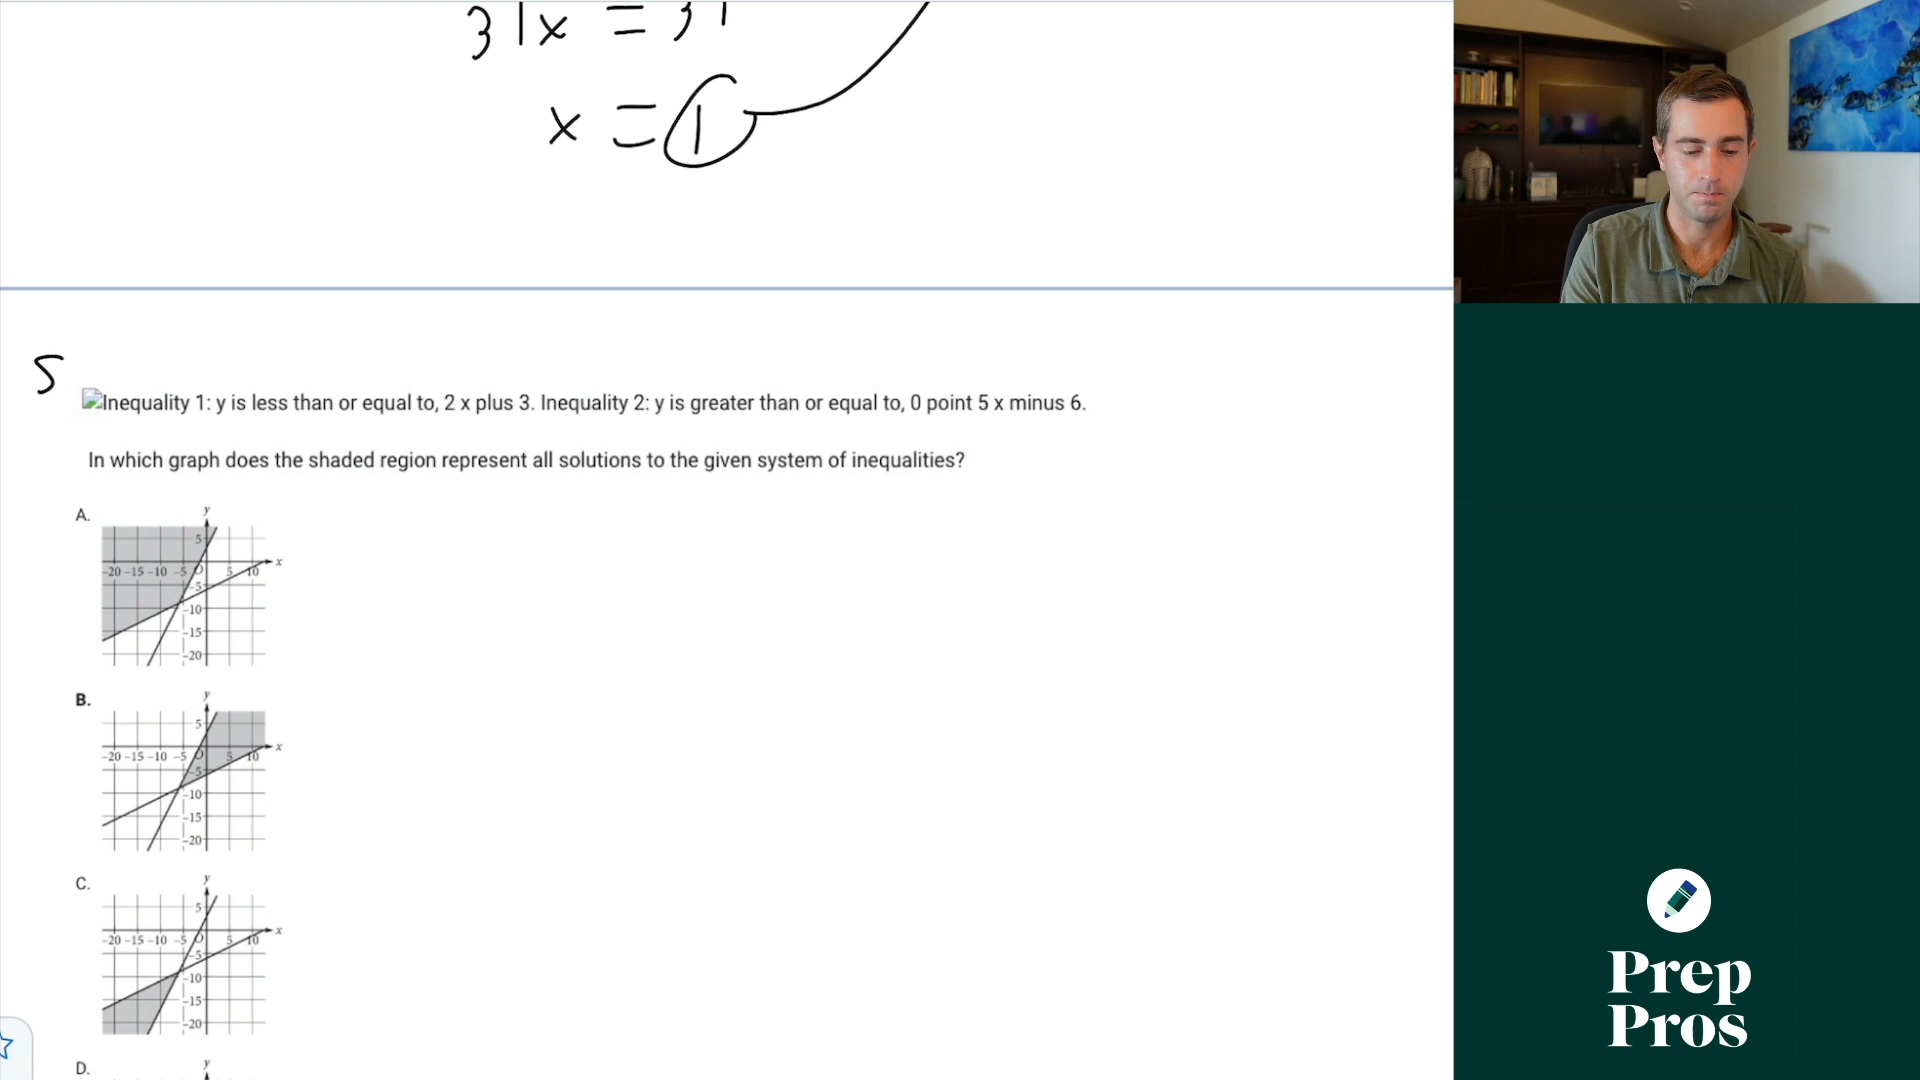 31x = 31
x = 1
5
Inequality 1: y is less than or equal to, 2 x plus 3. Inequality 2: y is greater than or equal to, 0 point 5 x minus 6.
In which graph does the shaded region represent all solutions to the given system of inequalities?
A.
y
5
x
-20 -15 -10 -5 O 5 10
-5
-10
-15
-20
B.
y
5
x
-20 -15 -10 -5 O 5 10
-5
-10
-15
-20
C.
y
5
x
-20 -15 -10 -5 O 5 10
-5
-10
-15
-20
D.
y
Prep
Pros